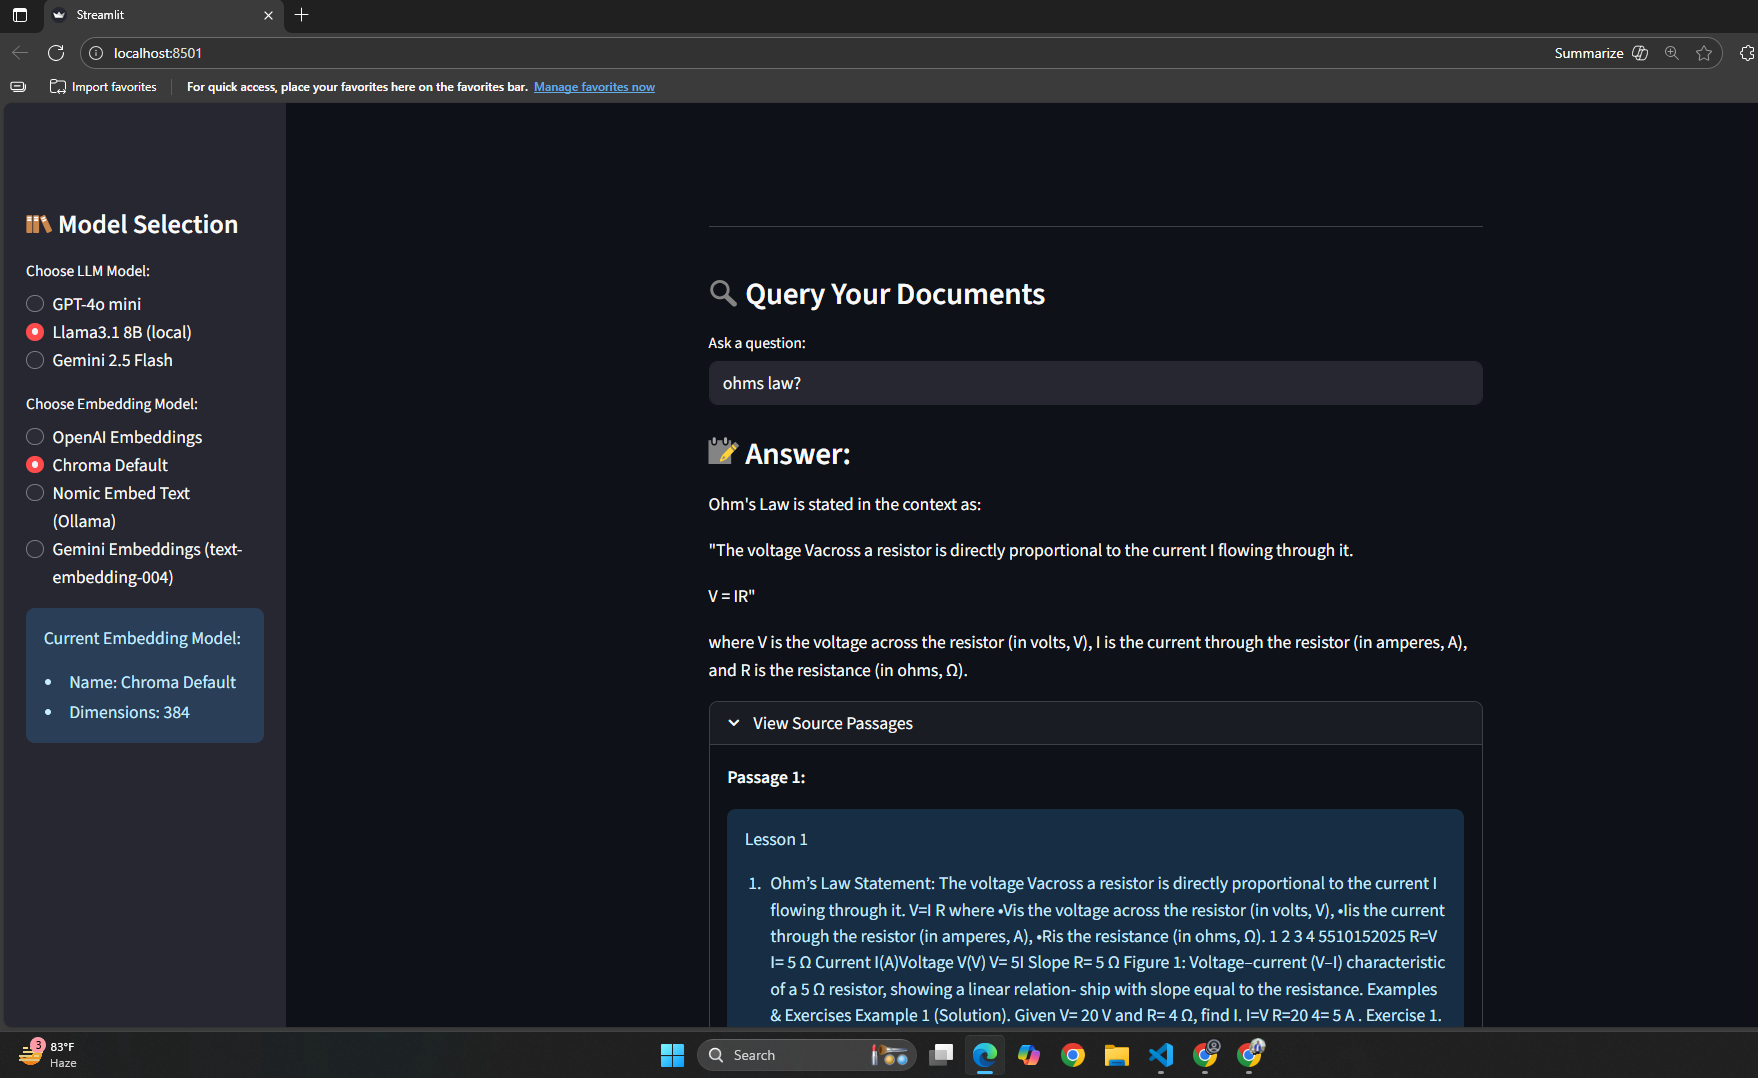 Streamlit
localhost:8501
Summarize
Import favorites
For quick access, place your favorites here on the favorites bar. Manage favorites now
Model Selection
Choose LLM Model:
GPT-4o mini
Llama3.1 8B (local)
Gemini 2.5 Flash
Choose Embedding Model:
OpenAI Embeddings
Chroma Default
Nomic Embed Text
(Ollama)
Gemini Embeddings (text-
embedding-004)
Current Embedding Model:
• Name: Chroma Default
• Dimensions: 384
Query Your Documents
Ask a question:
ohms law?
Answer:
Ohm's Law is stated in the context as:
"The voltage Vacross a resistor is directly proportional to the current I flowing through it.
V = IR"
where V is the voltage across the resistor (in volts, V), I is the current through the resistor (in amperes, A),
and R is the resistance (in ohms, Ω).
View Source Passages
Passage 1:
Lesson 1
1. Ohm’s Law Statement: The voltage Vacross a resistor is directly proportional to the current I
flowing through it. V=I R where •Vis the voltage across the resistor (in volts, V), •Iis the current
through the resistor (in amperes, A), •Ris the resistance (in ohms, Ω). 1 2 3 4 5510152025 R=V
I= 5 Ω Current I(A)Voltage V(V) V= 5I Slope R= 5 Ω Figure 1: Voltage–current (V–I) characteristic
of a 5 Ω resistor, showing a linear relation- ship with slope equal to the resistance. Examples
& Exercises Example 1 (Solution). Given V= 20 V and R= 4 Ω, find I. I=V R=20 4= 5 A . Exercise 1.
3
83°F
Haze
Search